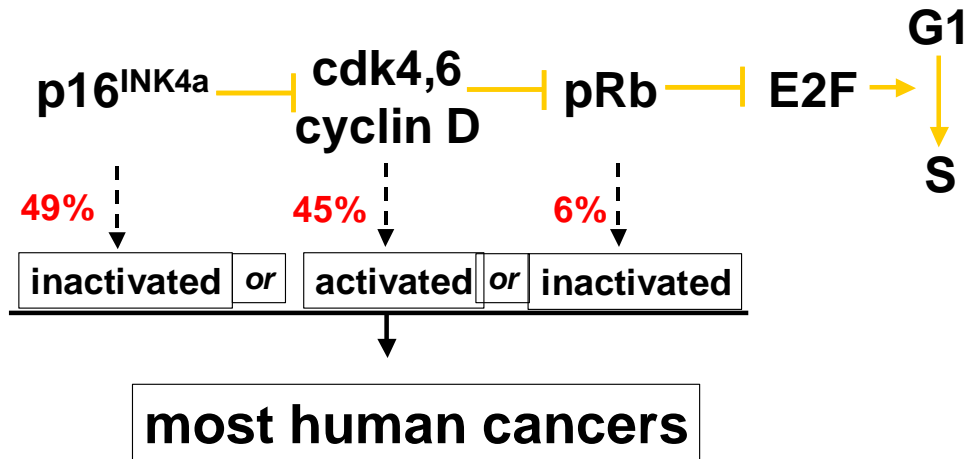 G1
p16INK4a cdk4,6 pRb E2F
cyclin D
S
49% 45% 6%
inactivated or activated or inactivated
most human cancers